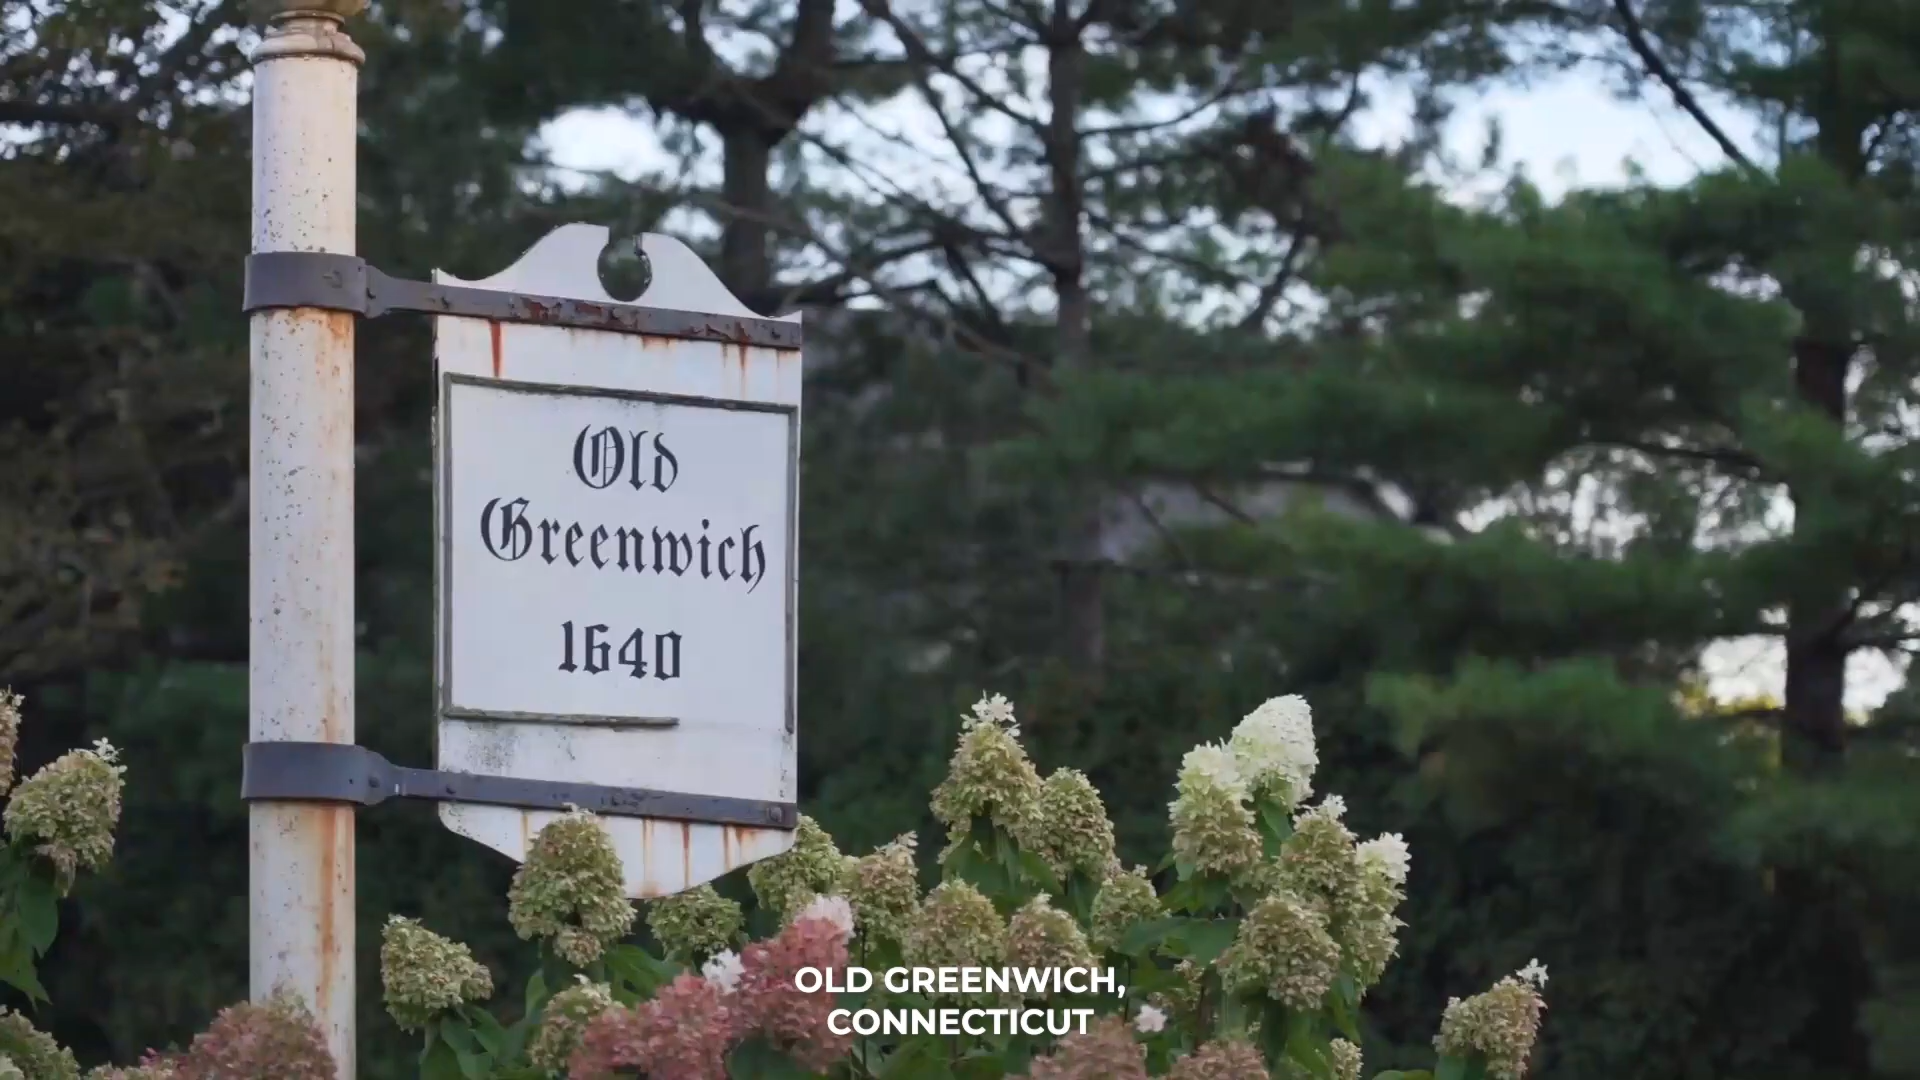 Old
Greenwich
1640
OLD GREENWICH,
CONNECTICUT